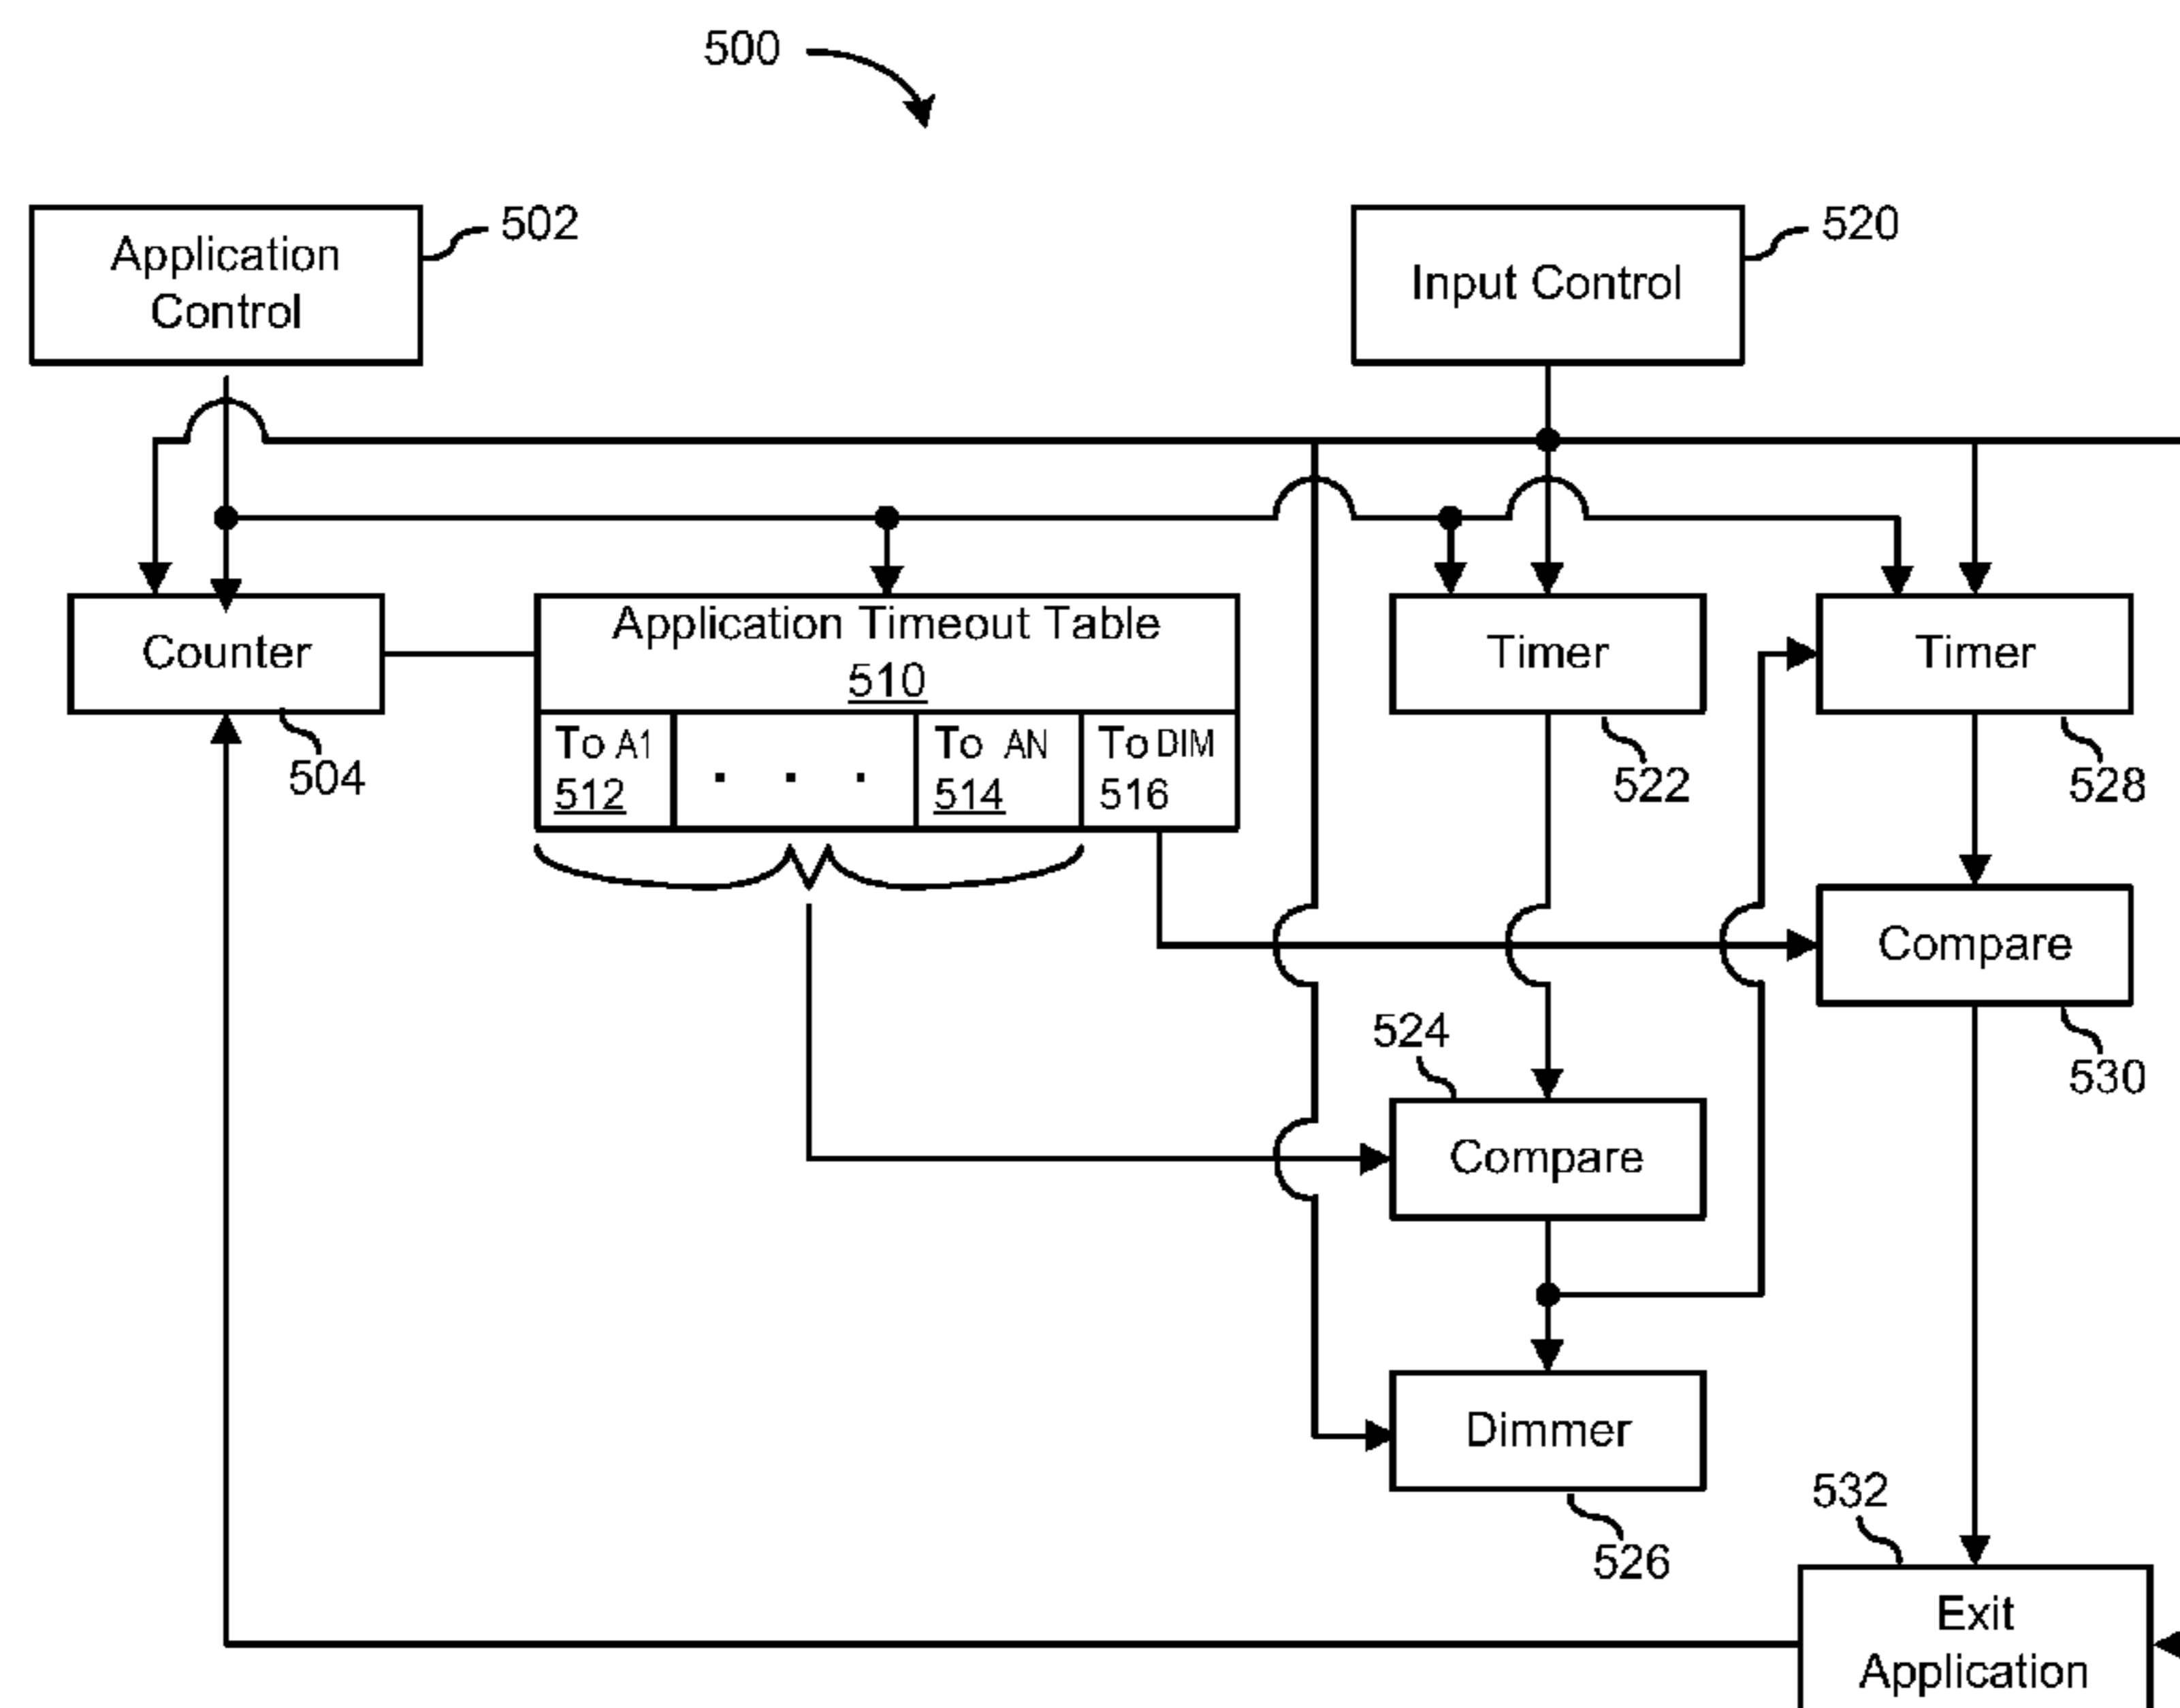 500
Application
Control
502
Input Control
520
Counter
504
Application Timeout Table
510
To A1
512
. . .
To AN
514
To DIM
516
Timer
522
Timer
528
Compare
530
524
Compare
Dimmer
526
532
Exit
Application